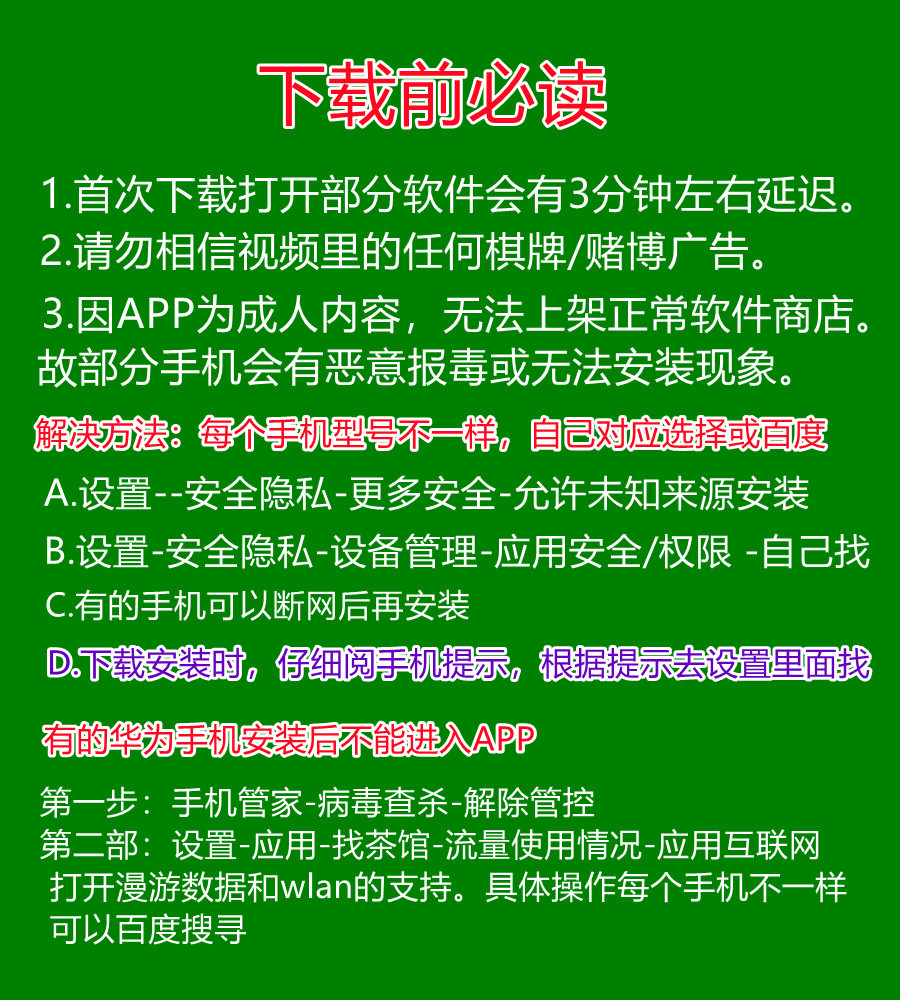 下载前必读
1.首次下载打开部分软件会有3分钟左右延迟。
2.请勿相信视频里的任何棋牌/赌博广告。
3.因APP为成人内容，无法上架正常软件商店。
故部分手机会有恶意报毒或无法安装现象。
解决方法：每个手机型号不一样，自己对应选择或百度
A.设置--安全隐私-更多安全-允许未知来源安装
B.设置-安全隐私-设备管理-应用安全/权限 -自己找
C.有的手机可以断网后再安装
D.下载安装时，仔细阅手机提示，根据提示去设置里面找
有的华为手机安装后不能进入APP
第一步：手机管家-病毒查杀-解除管控
第二部：设置-应用-找茶馆-流量使用情况-应用互联网
打开漫游数据和wlan的支持。具体操作每个手机不一样
可以百度搜寻